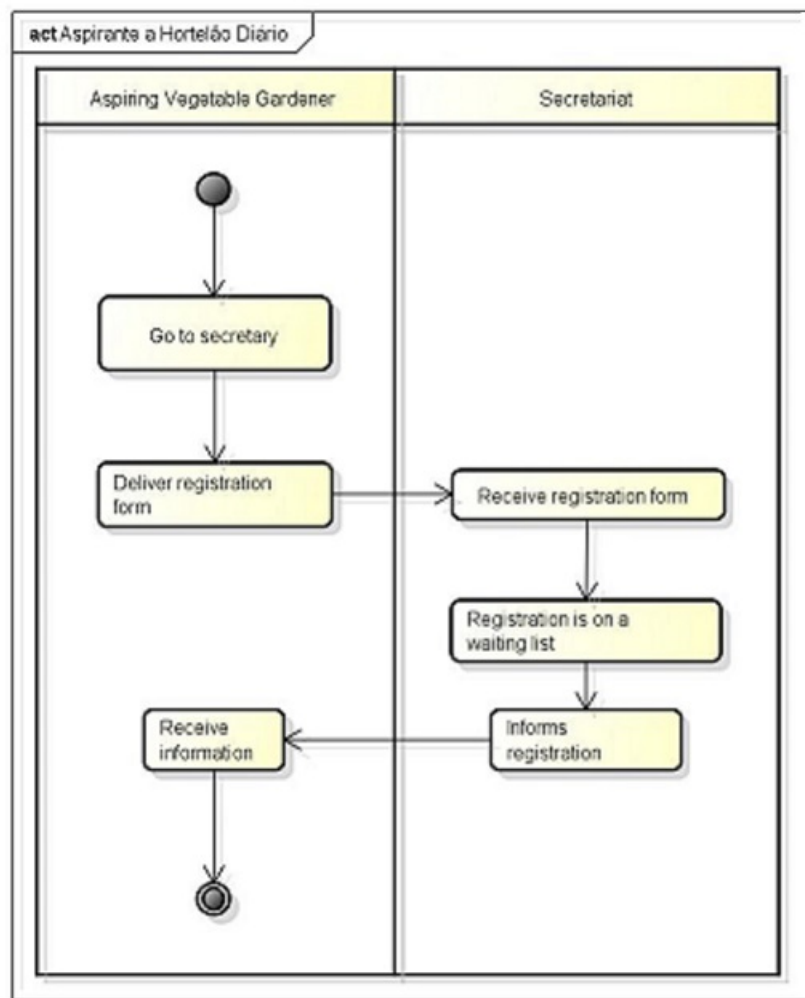 act Aspirante a Hortelão Diário
Aspiring Vegetable Gardener
Secretariat
Go to secretary
Deliver registration
form
Receive registration form
Registration is on a
waiting list
Receive
information
Informs
registration